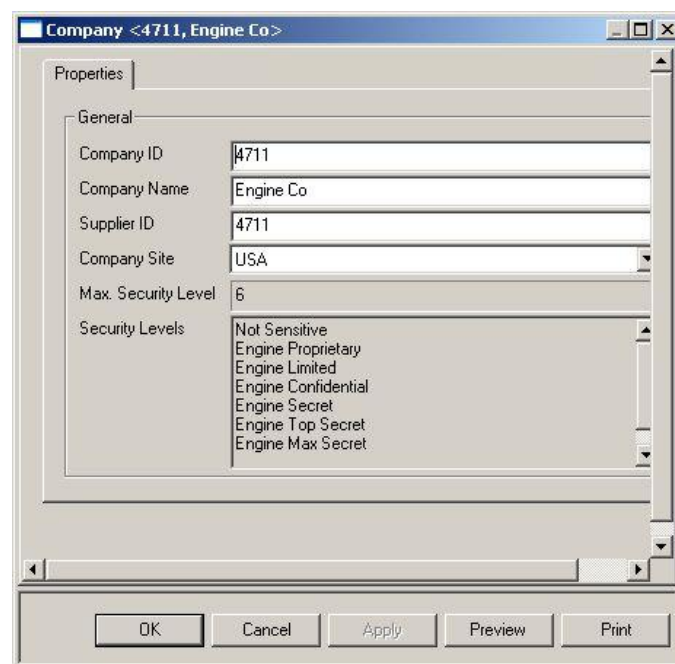 Company <4711, Engine Co>
Properties
General
Company ID 4711
Company Name Engine Co
Supplier ID 4711
Company Site USA
Max. Security Level 6
Security Levels Not Sensitive
Engine Proprietary
Engine Limited
Engine Confidential
Engine Secret
Engine Top Secret
Engine Max Secret
OK Cancel Apply Preview Print